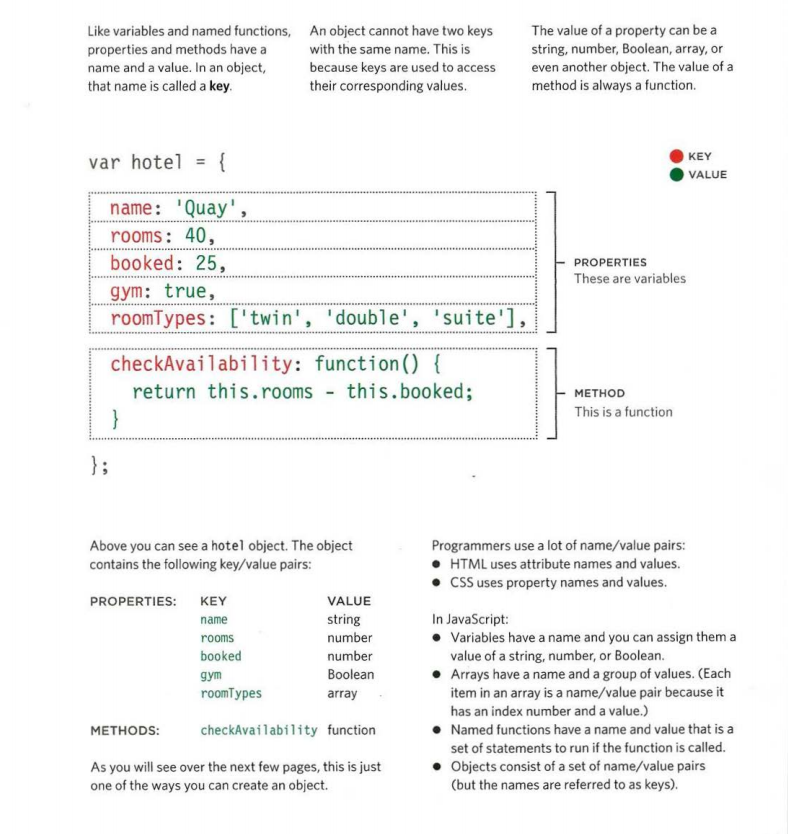 Like variables and named functions,
properties and methods have a
name and a value. In an object,
that name is called a key.
An object cannot have two keys
with the same name. This is
because keys are used to access
their corresponding values.
The value of a property can be a
string, number, Boolean, array, or
even another object. The value of a
method is always a function.
var hotel = {
KEY
VALUE
name: 'Quay',
rooms: 40,
booked: 25,
gym: true,
roomTypes: ['twin', 'double', 'suite'],
PROPERTIES
These are variables
checkAvailability: function() {
return this.rooms - this.booked;
}
METHOD
This is a function
};
Above you can see a hotel object. The object
contains the following key/value pairs:
PROPERTIES: KEY VALUE
name string
rooms number
booked number
gym Boolean
roomTypes array
METHODS: checkAvailability function
As you will see over the next few pages, this is just
one of the ways you can create an object.
Programmers use a lot of name/value pairs:
● HTML uses attribute names and values.
● CSS uses property names and values.
In JavaScript:
● Variables have a name and you can assign them a
value of a string, number, or Boolean.
● Arrays have a name and a group of values. (Each
item in an array is a name/value pair because it
has an index number and a value.)
● Named functions have a name and value that is a
set of statements to run if the function is called.
● Objects consist of a set of name/value pairs
(but the names are referred to as keys).